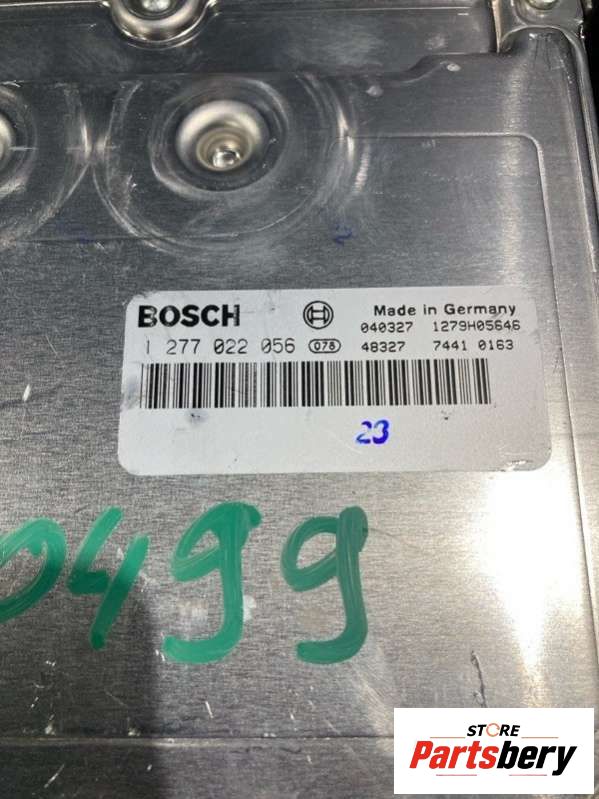 BOSCH Made in Germany
040327 1279H05646
1 277 022 056 078 48327 7441 0163
23
0499
STORE
Partsbery